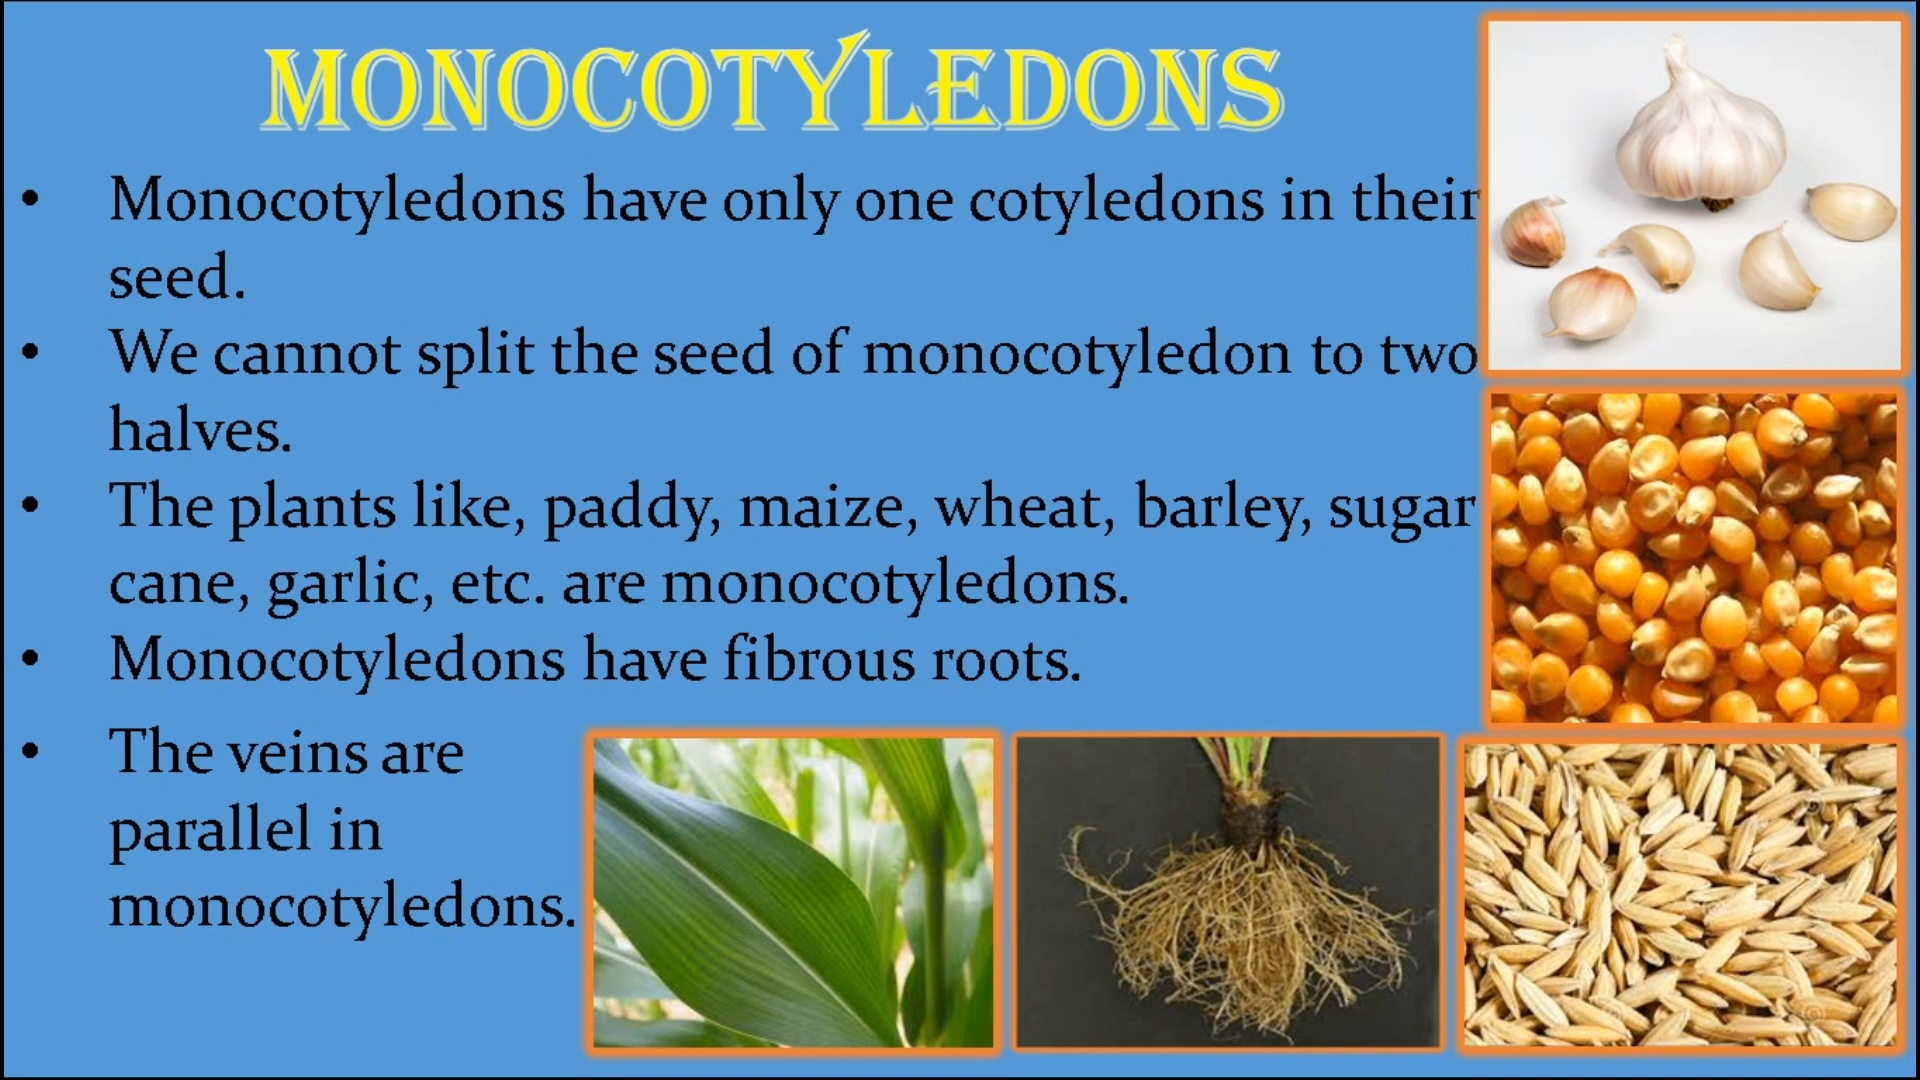 MONOCOTYLEDONS
• Monocotyledons have only one cotyledons in their
seed.
• We cannot split the seed of monocotyledon to two
halves.
• The plants like, paddy, maize, wheat, barley, sugar
cane, garlic, etc. are monocotyledons.
• Monocotyledons have fibrous roots.
• The veins are
parallel in
monocotyledons.